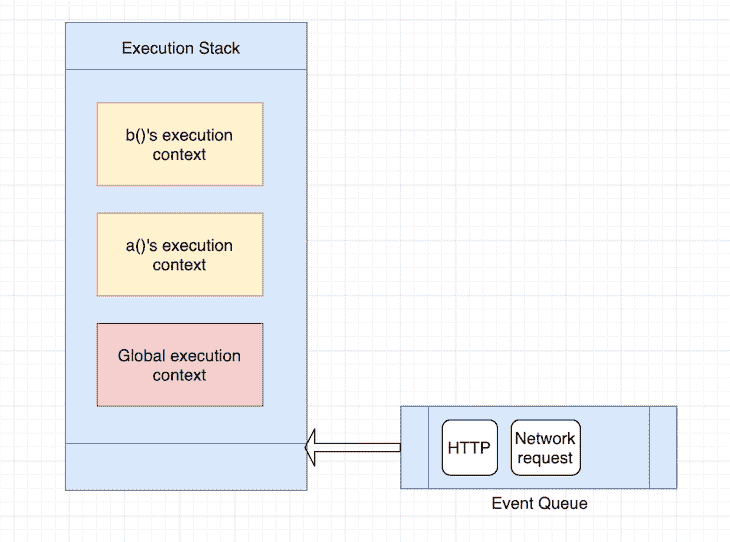 Execution Stack
b()'s execution
context
a()'s execution
context
Global execution
context
HTTP
Network
request
Event Queue